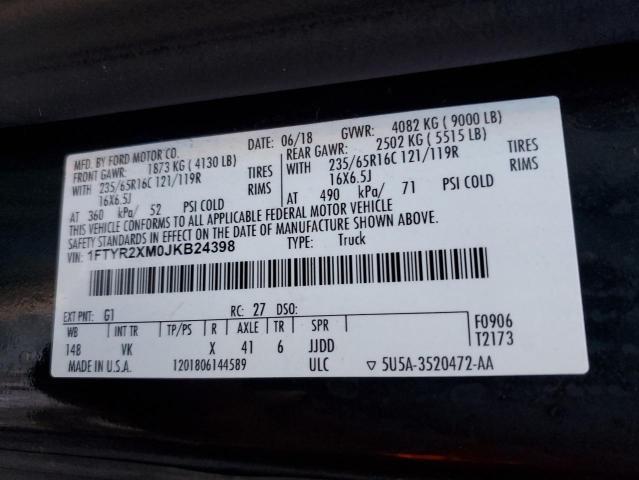 MFD. BY FORD MOTOR CO. DATE: 06/18 GVWR: 4082 KG ( 9000 LB)
FRONT GAWR: 1873 KG ( 4130 LB) REAR GAWR: 2502 KG ( 5515 LB)
WITH 235/65R16C 121/119R TIRES WITH 235/65R16C 121/119R TIRES
16X6.5J RIMS 16X6.5J RIMS
AT 360 kPa/ 52 PSI COLD AT 490 kPa/ 71 PSI COLD
THIS VEHICLE CONFORMS TO ALL APPLICABLE FEDERAL MOTOR VEHICLE
SAFETY STANDARDS IN EFFECT ON THE DATE OF MANUFACTURE SHOWN ABOVE.
VIN: 1FTYR2XM0JKB24398 TYPE: Truck
EXT PNT: G1 RC: 27 DSO: F0906
WB INT TR TP/PS R AXLE TR SPR T2173
148 VK X 41 6 JJDD
MADE IN U.S.A. 1201806144589 ULC ▽ 5U5A-3520472-AA